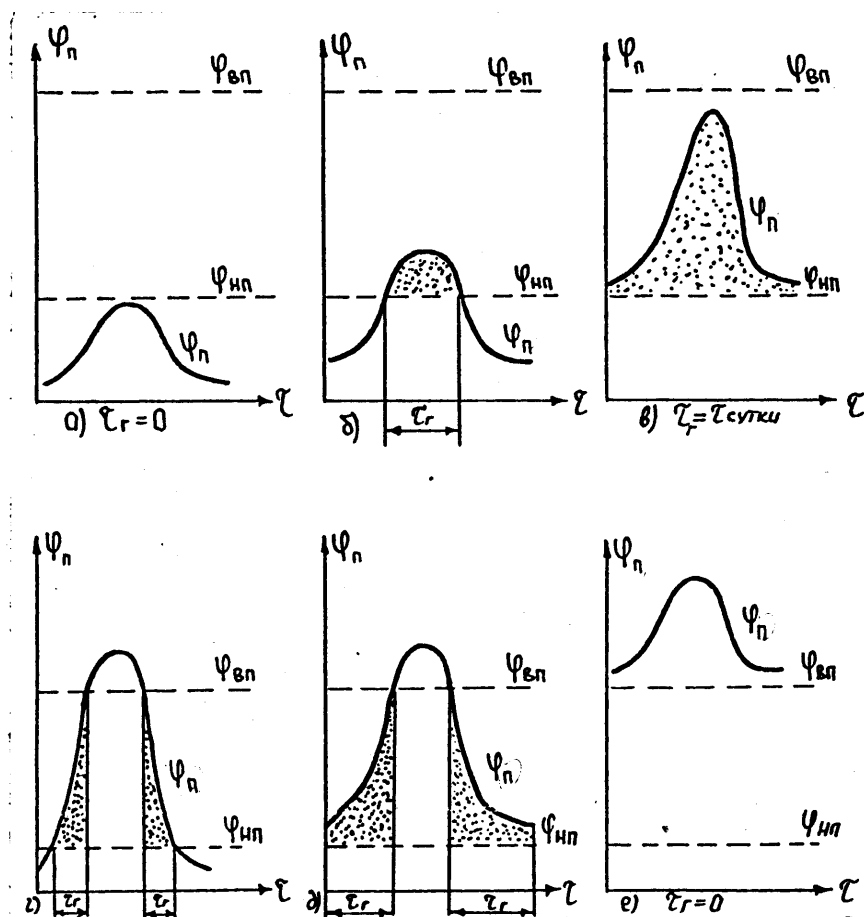 φп φвп φнп φп τ
а) τг = 0
φп φвп φнп φп τ
б) τг
φп φвп φп φнп τ
в) τг = τсутки
φп φвп φп φнп τ
г) τг τг
φп φвп φп φнп τ
д) τг τг
φп φп φвп φнп τ
е) τг = 0